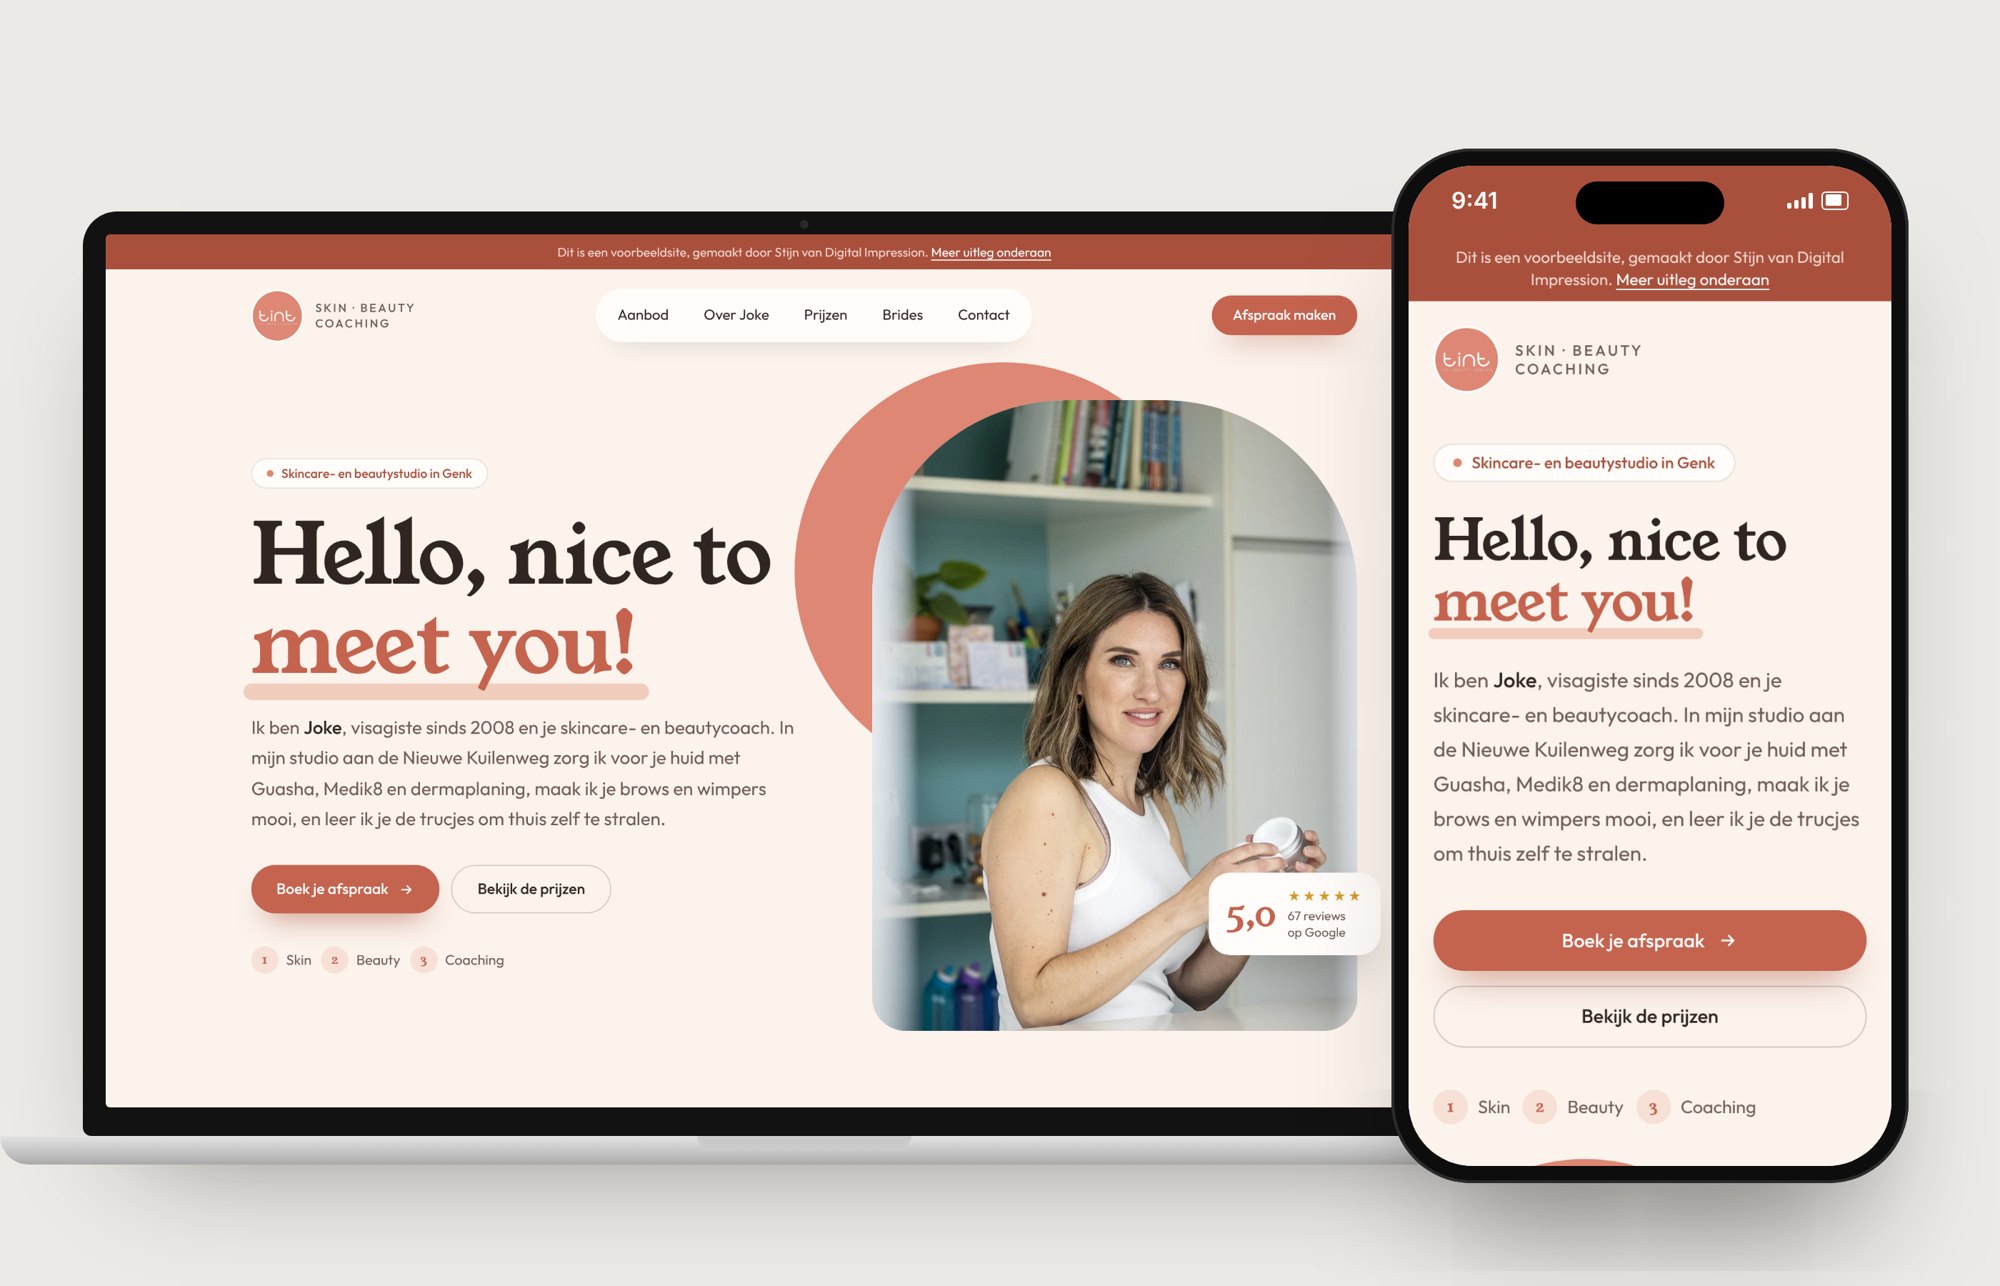 Dit is een voorbeeldsite, gemaakt door Stijn van Digital Impression. Meer uitleg onderaan
tint
SKIN · BEAUTY
COACHING
Aanbod
Over Joke
Prijzen
Brides
Contact
Afspraak maken
Skincare- en beautystudio in Genk
Hello, nice to
meet you!
Ik ben Joke, visagiste sinds 2008 en je skincare- en beautycoach. In
mijn studio aan de Nieuwe Kuilenweg zorg ik voor je huid met
Guasha, Medik8 en dermaplaning, maak ik je brows en wimpers
mooi, en leer ik je de trucjes om thuis zelf te stralen.
Boek je afspraak →
Bekijk de prijzen
1 Skin 2 Beauty 3 Coaching
★★★★★
5,0
67 reviews
op Google
9:41
Dit is een voorbeeldsite, gemaakt door Stijn van Digital
Impression. Meer uitleg onderaan
tint
SKIN · BEAUTY
COACHING
Skincare- en beautystudio in Genk
Hello, nice to
meet you!
Ik ben Joke, visagiste sinds 2008 en je
skincare- en beautycoach. In mijn studio aan
de Nieuwe Kuilenweg zorg ik voor je huid met
Guasha, Medik8 en dermaplaning, maak ik je
brows en wimpers mooi, en leer ik je de trucjes
om thuis zelf te stralen.
Boek je afspraak →
Bekijk de prijzen
1 Skin 2 Beauty 3 Coaching